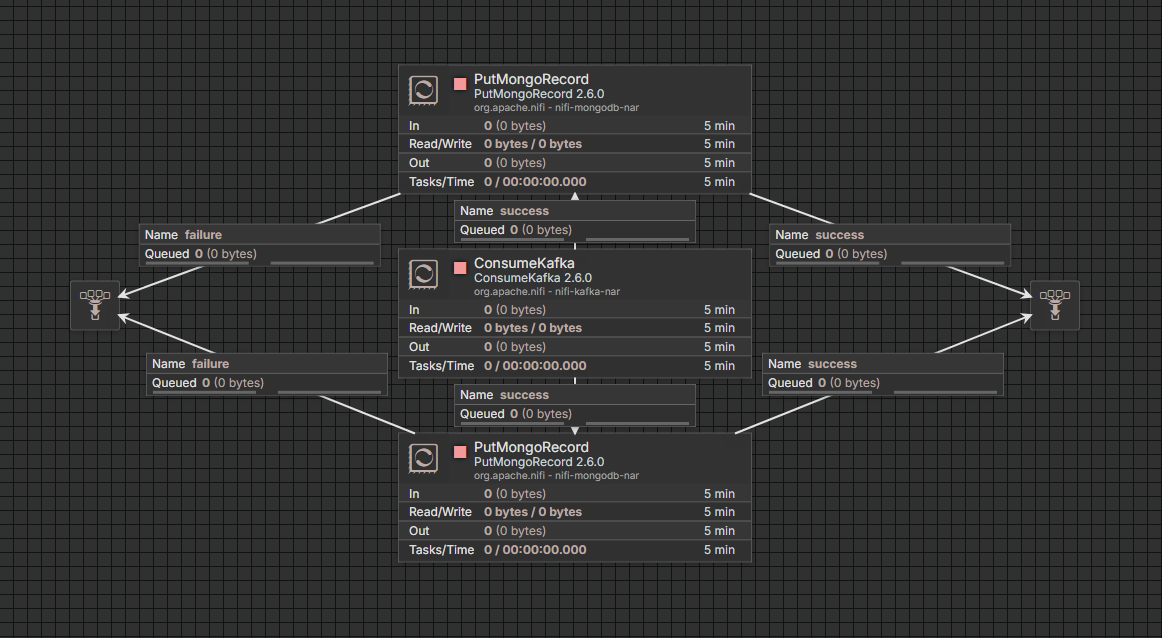 PutMongoRecord
PutMongoRecord 2.6.0
org.apache.nifi - nifi-mongodb-nar
In 0 (0 bytes) 5 min
Read/Write 0 bytes / 0 bytes 5 min
Out 0 (0 bytes) 5 min
Tasks/Time 0 / 00:00:00.000 5 min
Name success
Queued 0 (0 bytes)
Name failure
Queued 0 (0 bytes)
Name success
Queued 0 (0 bytes)
ConsumeKafka
ConsumeKafka 2.6.0
org.apache.nifi - nifi-kafka-nar
In 0 (0 bytes) 5 min
Read/Write 0 bytes / 0 bytes 5 min
Out 0 (0 bytes) 5 min
Tasks/Time 0 / 00:00:00.000 5 min
Name failure
Queued 0 (0 bytes)
Name success
Queued 0 (0 bytes)
Name success
Queued 0 (0 bytes)
PutMongoRecord
PutMongoRecord 2.6.0
org.apache.nifi - nifi-mongodb-nar
In 0 (0 bytes) 5 min
Read/Write 0 bytes / 0 bytes 5 min
Out 0 (0 bytes) 5 min
Tasks/Time 0 / 00:00:00.000 5 min